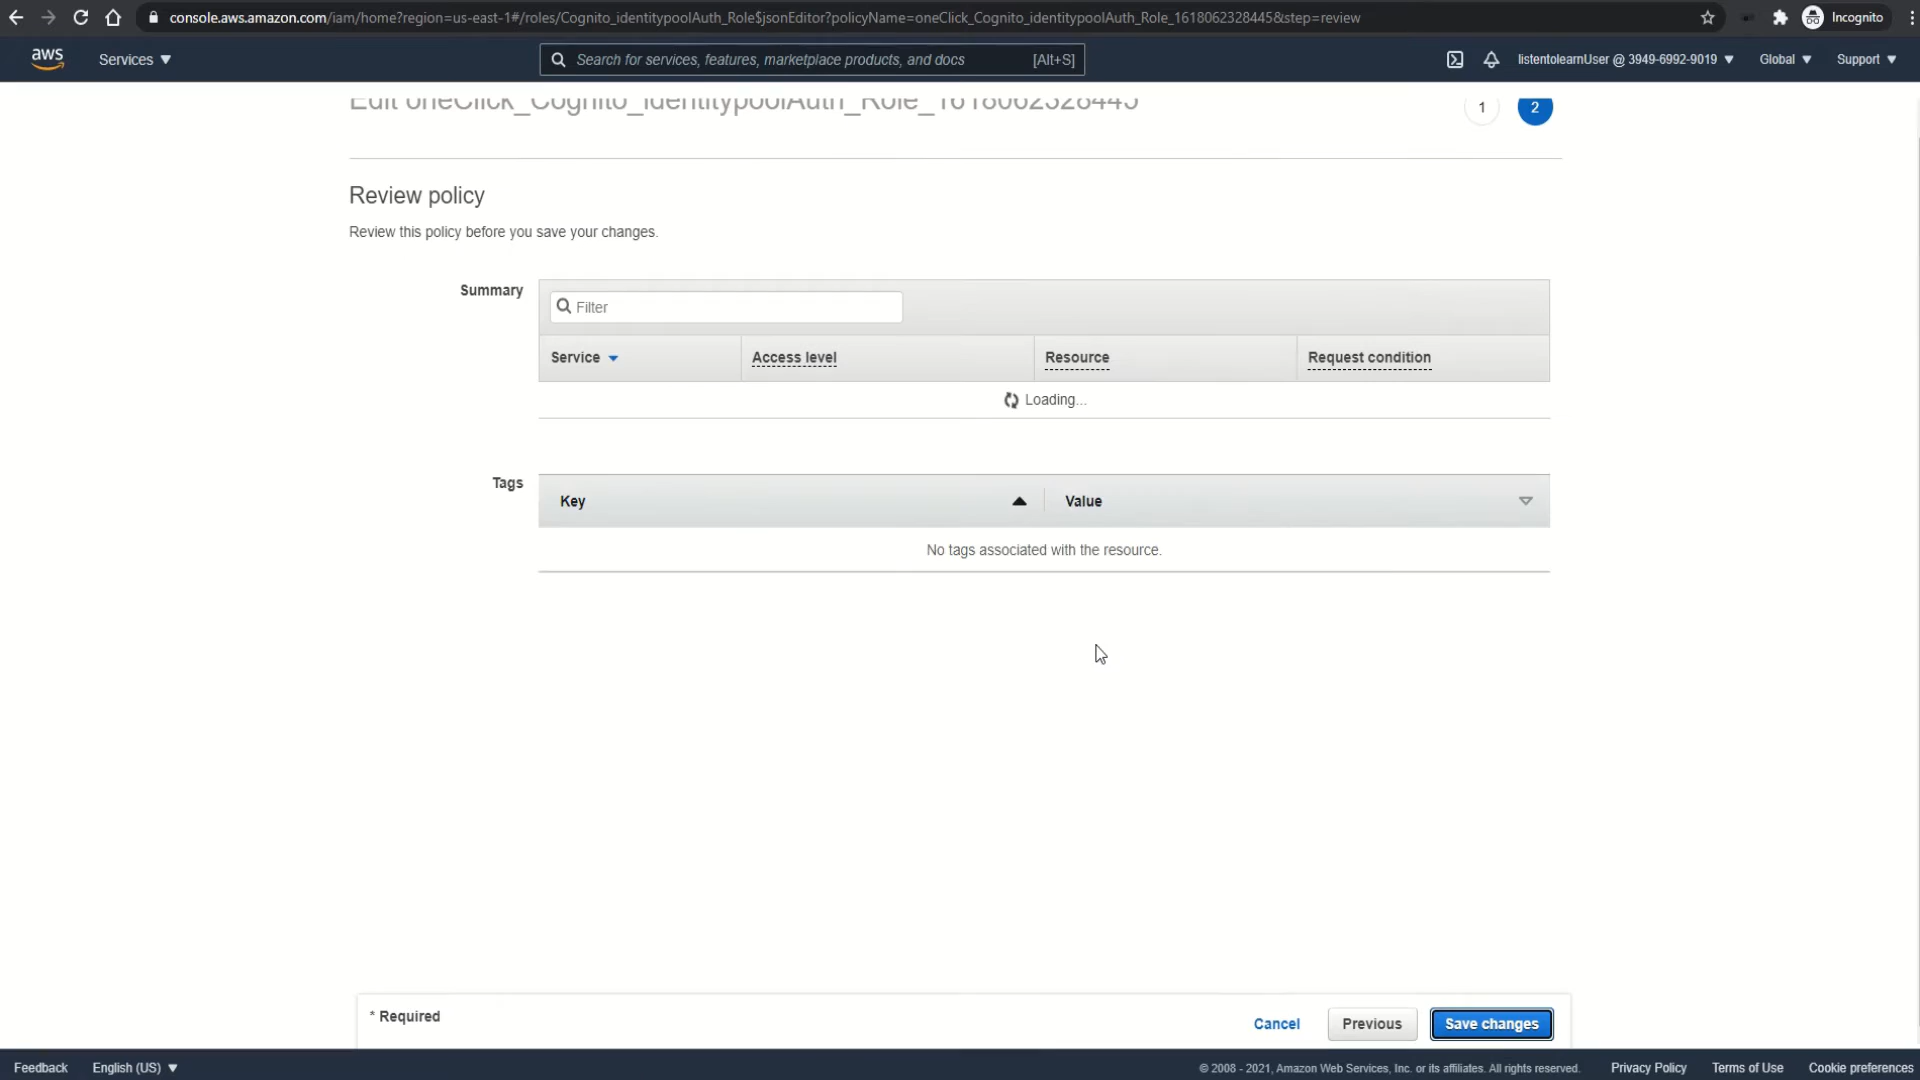 console.aws.amazon.com/iam/home?region=us-east-1#/roles/Cognito_identitypoolAuth_Role$jsonEditor?policyName=oneClick_Cognito_identitypoolAuth_Role_1618062328445&step=review
Incognito
aws
Services
Search for services, features, marketplace products, and docs [Alt+S]
listentolearnUser @ 3949-6992-9019
Global
Support
Edit oneClick_Cognito_identitypoolAuth_Role_1618062328445
1
2
Review policy
Review this policy before you save your changes.
Summary
Filter
Service
Access level
Resource
Request condition
Loading...
Tags
Key
Value
No tags associated with the resource.
* Required
Cancel
Previous
Save changes
Feedback
English (US)
© 2008 - 2021, Amazon Web Services, Inc. or its affiliates. All rights reserved.
Privacy Policy
Terms of Use
Cookie preferences